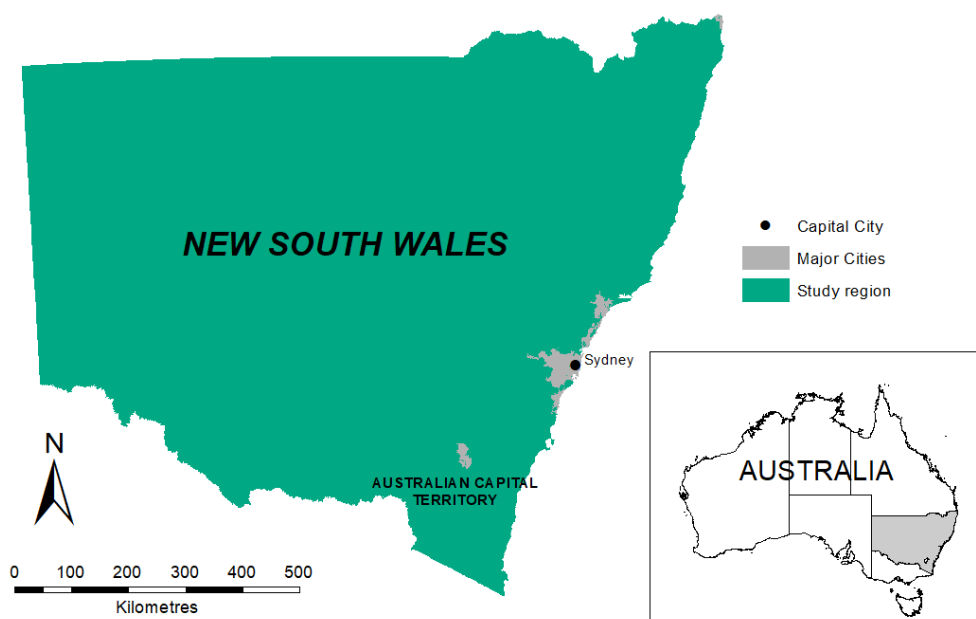 NEW SOUTH WALES
Capital City
Major Cities
Study region
Sydney
N
AUSTRALIAN CAPITAL
TERRITORY
0 100 200 300 400 500
Kilometres
AUSTRALIA